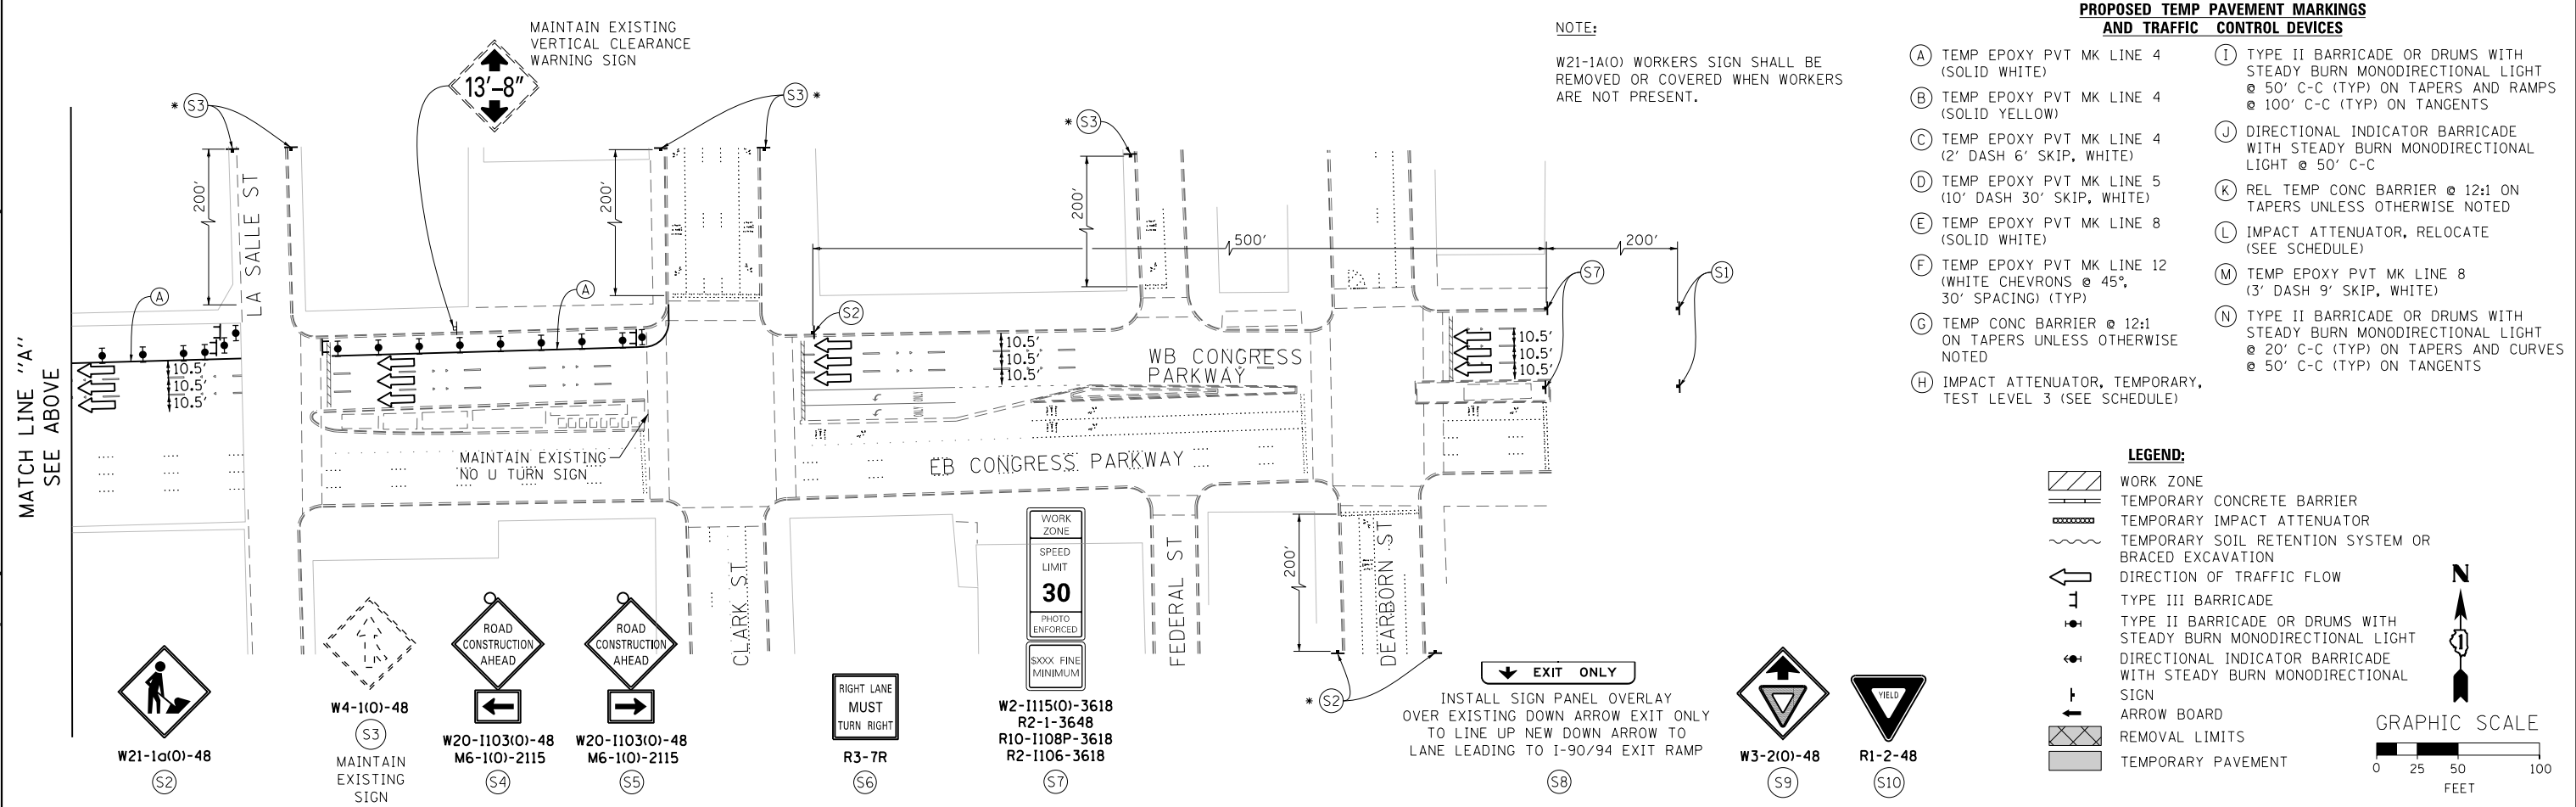 MAINTAIN EXISTING
VERTICAL CLEARANCE
WARNING SIGN
13'-8"
NOTE:
W21-1A(O) WORKERS SIGN SHALL BE
REMOVED OR COVERED WHEN WORKERS
ARE NOT PRESENT.
PROPOSED TEMP PAVEMENT MARKINGS
AND TRAFFIC CONTROL DEVICES
A TEMP EPOXY PVT MK LINE 4
(SOLID WHITE)
B TEMP EPOXY PVT MK LINE 4
(SOLID YELLOW)
C TEMP EPOXY PVT MK LINE 4
(2' DASH 6' SKIP, WHITE)
D TEMP EPOXY PVT MK LINE 5
(10' DASH 30' SKIP, WHITE)
E TEMP EPOXY PVT MK LINE 8
(SOLID WHITE)
F TEMP EPOXY PVT MK LINE 12
(WHITE CHEVRONS @ 45°,
30' SPACING) (TYP)
G TEMP CONC BARRIER @ 12:1
ON TAPERS UNLESS OTHERWISE
NOTED
H IMPACT ATTENUATOR, TEMPORARY,
TEST LEVEL 3 (SEE SCHEDULE)
I TYPE II BARRICADE OR DRUMS WITH
STEADY BURN MONODIRECTIONAL LIGHT
@ 50' C-C (TYP) ON TAPERS AND RAMPS
@ 100' C-C (TYP) ON TANGENTS
J DIRECTIONAL INDICATOR BARRICADE
WITH STEADY BURN MONODIRECTIONAL
LIGHT @ 50' C-C
K REL TEMP CONC BARRIER @ 12:1 ON
TAPERS UNLESS OTHERWISE NOTED
L IMPACT ATTENUATOR, RELOCATE
(SEE SCHEDULE)
M TEMP EPOXY PVT MK LINE 8
(3' DASH 9' SKIP, WHITE)
N TYPE II BARRICADE OR DRUMS WITH
STEADY BURN MONODIRECTIONAL LIGHT
@ 20' C-C (TYP) ON TAPERS AND CURVES
@ 50' C-C (TYP) ON TANGENTS
* S3
S3 *
* S3
200'
200'
200'
500'
200'
LA SALLE ST
A
A
S2
S7
S1
10.5'
10.5'
10.5'
10.5'
10.5'
10.5'
10.5'
10.5'
10.5'
WB CONGRESS
PARKWAY
ONLY
ONLY
MATCH LINE "A"
SEE ABOVE
MAINTAIN EXISTING
NO U TURN SIGN
EB CONGRESS PARKWAY
CLARK ST
FEDERAL ST
DEARBORN ST
200'
* S2
W21-1a(O)-48
S2
W4-1(O)-48
S3
MAINTAIN
EXISTING
SIGN
ROAD
CONSTRUCTION
AHEAD
W20-I103(O)-48
M6-1(O)-2115
S4
ROAD
CONSTRUCTION
AHEAD
W20-I103(O)-48
M6-1(O)-2115
S5
RIGHT LANE
MUST
TURN RIGHT
R3-7R
S6
WORK
ZONE
SPEED
LIMIT
30
PHOTO
ENFORCED
$XXX FINE
MINIMUM
W2-I115(O)-3618
R2-1-3648
R10-I108P-3618
R2-I106-3618
S7
EXIT ONLY
INSTALL SIGN PANEL OVERLAY
OVER EXISTING DOWN ARROW EXIT ONLY
TO LINE UP NEW DOWN ARROW TO
LANE LEADING TO I-90/94 EXIT RAMP
S8
W3-2(O)-48
S9
YIELD
R1-2-48
S10
LEGEND:
WORK ZONE
TEMPORARY CONCRETE BARRIER
TEMPORARY IMPACT ATTENUATOR
TEMPORARY SOIL RETENTION SYSTEM OR
BRACED EXCAVATION
DIRECTION OF TRAFFIC FLOW
TYPE III BARRICADE
TYPE II BARRICADE OR DRUMS WITH
STEADY BURN MONODIRECTIONAL LIGHT
DIRECTIONAL INDICATOR BARRICADE
WITH STEADY BURN MONODIRECTIONAL
SIGN
ARROW BOARD
REMOVAL LIMITS
TEMPORARY PAVEMENT
N
GRAPHIC SCALE
0 25 50 100
FEET